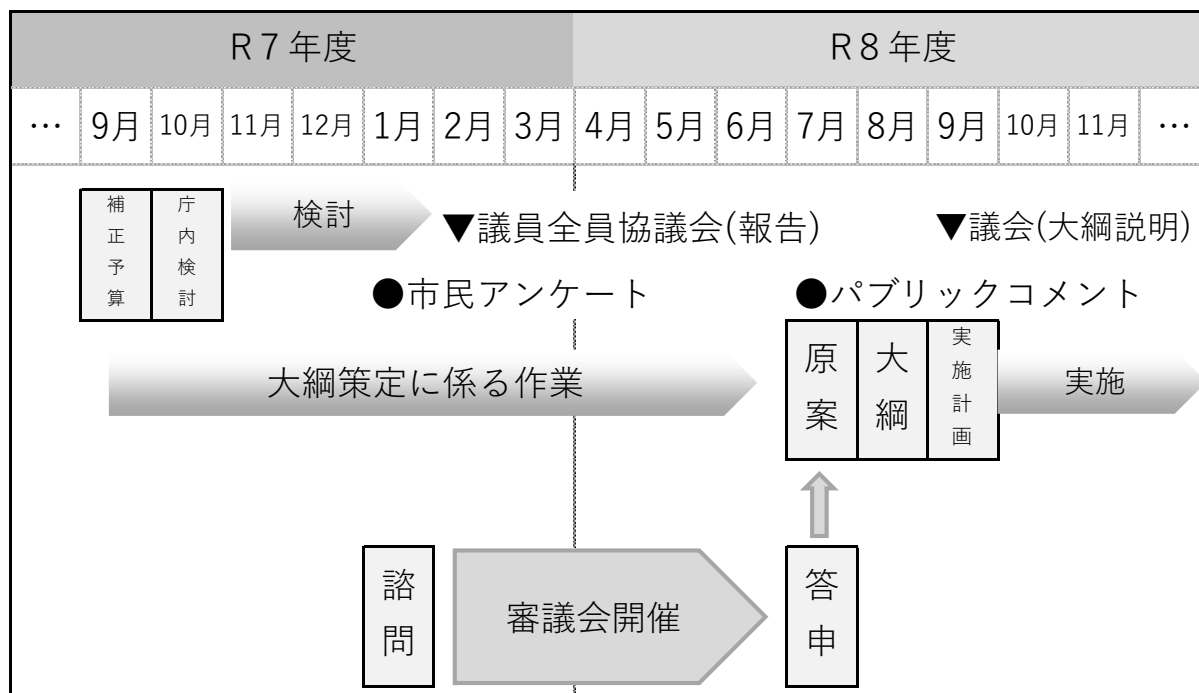 R７年度
R８年度
… 9月 10月 11月 12月 1月 2月 3月 4月 5月 6月 7月 8月 9月 10月 11月 …
補正予算
庁内検討
検討
▼議員全員協議会(報告)
▼議会(大綱説明)
●市民アンケート
●パブリックコメント
大綱策定に係る作業
原案
大綱
実施計画
実施
諮問
審議会開催
答申